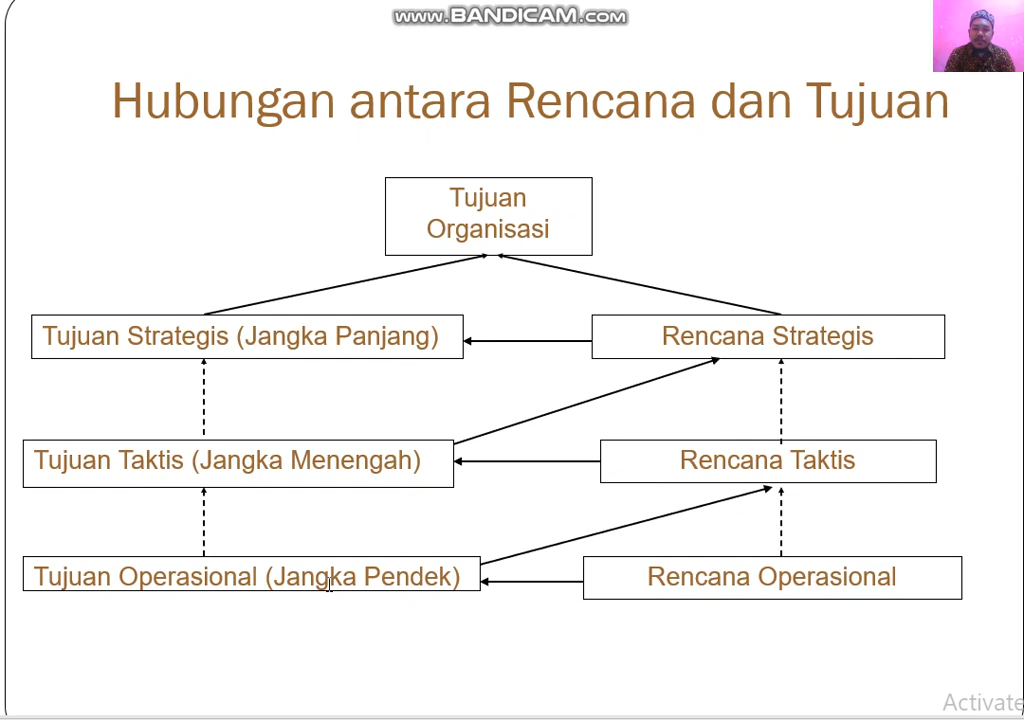 www.BANDICAM.com
Hubungan antara Rencana dan Tujuan
Tujuan
Organisasi
Tujuan Strategis (Jangka Panjang)
Rencana Strategis
Tujuan Taktis (Jangka Menengah)
Rencana Taktis
Tujuan Operasional (Jangka Pendek)
Rencana Operasional
Activate